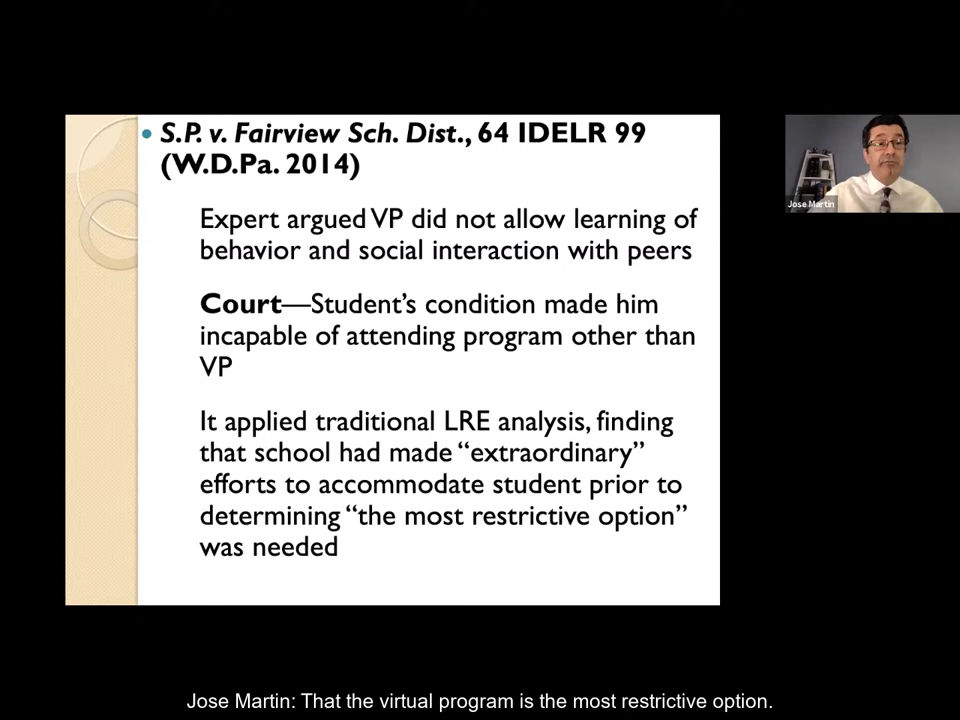 S.P. v. Fairview Sch. Dist., 64 IDELR 99
(W.D.Pa. 2014)
Expert argued VP did not allow learning of
behavior and social interaction with peers
Court—Student's condition made him
incapable of attending program other than
VP
It applied traditional LRE analysis, finding
that school had made “extraordinary”
efforts to accommodate student prior to
determining “the most restrictive option”
was needed
Jose Martin
Jose Martin: That the virtual program is the most restrictive option.